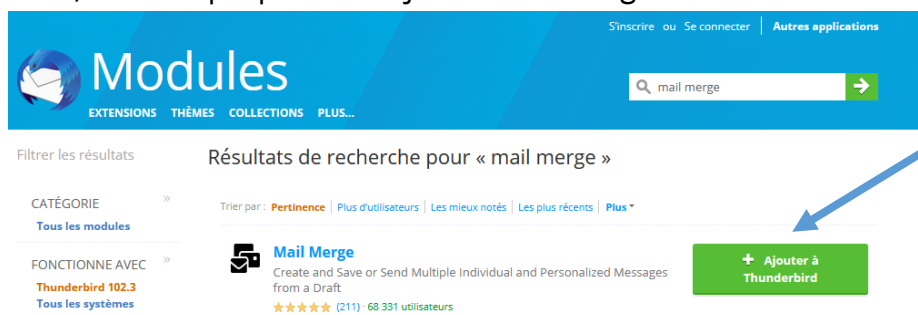 S'inscrire ou Se connecter | Autres applications
Modules
mail merge
EXTENSIONS THÈMES COLLECTIONS PLUS...
Filtrer les résultats
Résultats de recherche pour « mail merge »
CATÉGORIE »
Tous les modules
Trier par : Pertinence | Plus d'utilisateurs | Les mieux notés | Les plus récents | Plus
FONCTIONNE AVEC »
Thunderbird 102.3
Tous les systèmes
Mail Merge
Create and Save or Send Multiple Individual and Personalized Messages
from a Draft
(211) · 68 331 utilisateurs
+ Ajouter à
Thunderbird